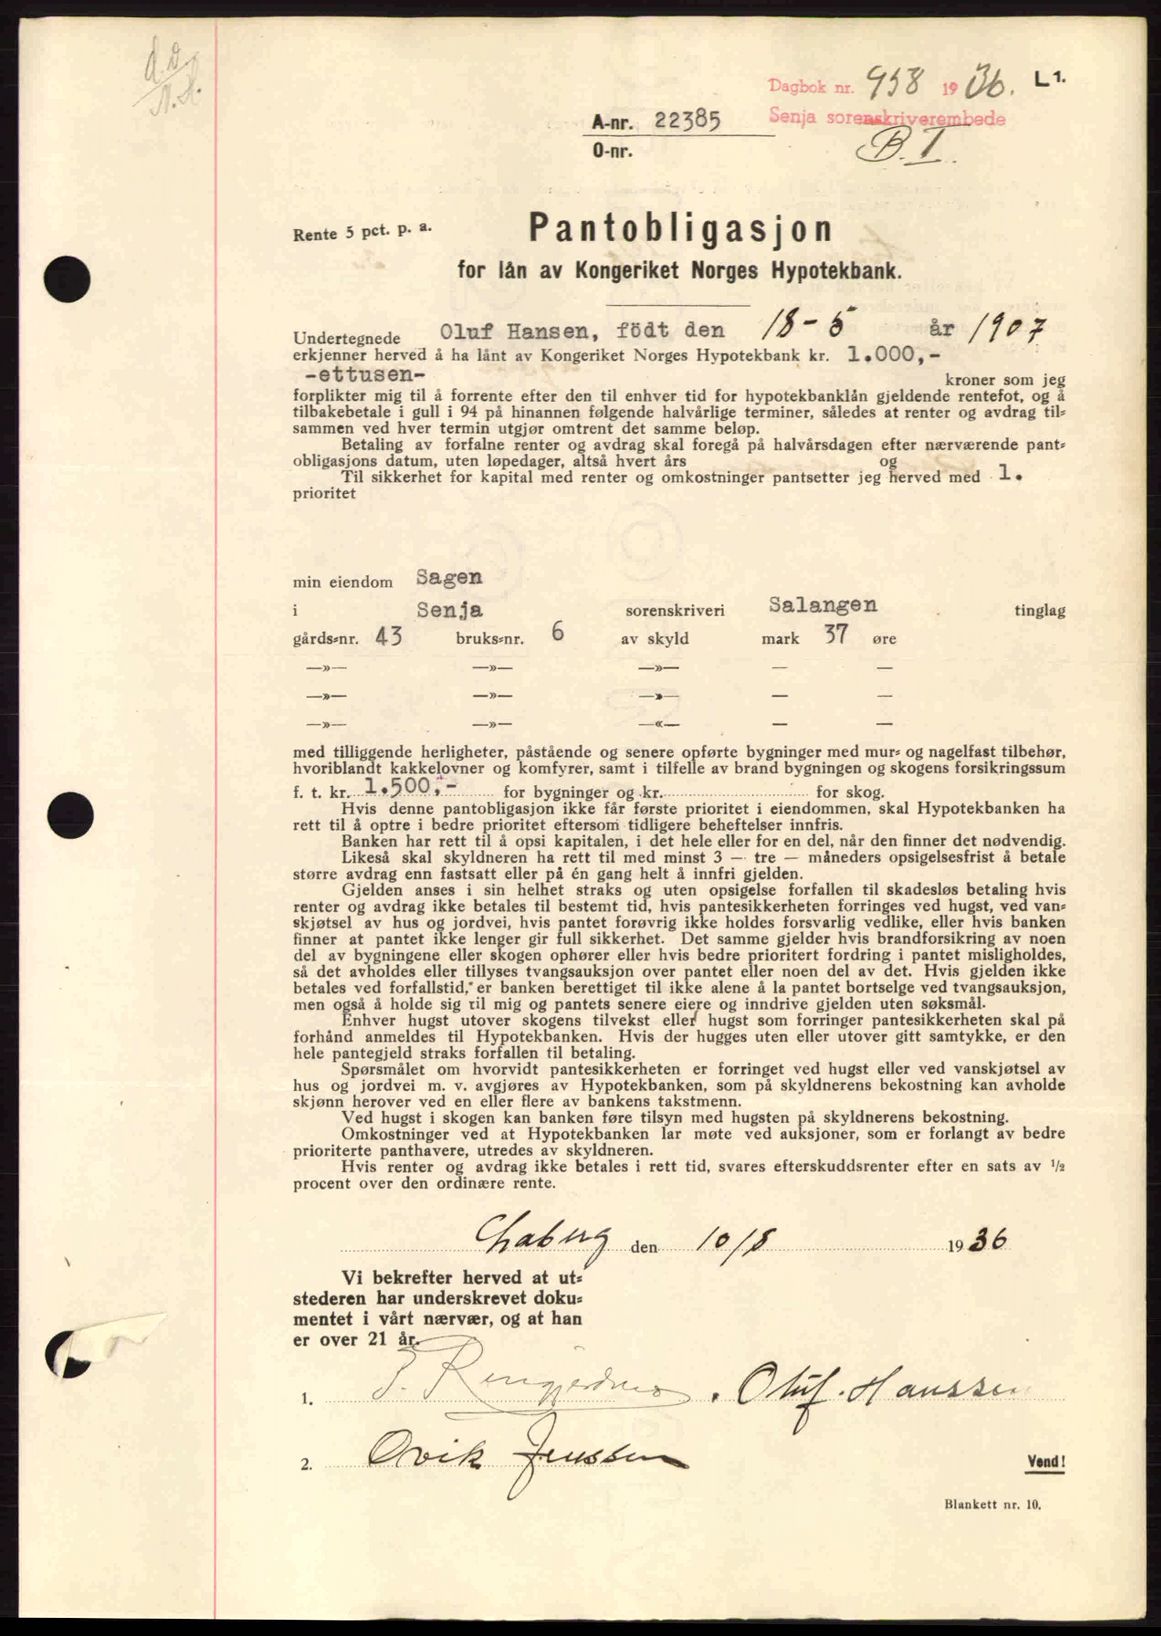 d.v.
N.H.
Dagbok nr. 958 1936. L 1.
Senja sorenskriverembede
A-nr. 22385
B. I.
O-nr.
Rente 5 pct. p. a.
Pantobligasjon
for lån av Kongeriket Norges Hypotekbank.
Undertegnede Oluf Hansen, födt den 18-5 år 1907
erkjenner herved å ha lånt av Kongeriket Norges Hypotekbank kr. 1.000,-
-ettusen- kroner som jeg
forplikter mig til å forrente efter den til enhver tid for hypotekbanklån gjeldende rentefot, og å
tilbakebetale i gull i 94 på hinannen følgende halvårlige terminer, således at renter og avdrag til=
sammen ved hver termin utgjør omtrent det samme beløp.
Betaling av forfalne renter og avdrag skal foregå på halvårsdagen efter nærværende pant=
obligasjons datum, uten løpedager, altså hvert års og
Til sikkerhet for kapital med renter og omkostninger pantsetter jeg herved med 1.
prioritet
min eiendom Sagen
i Senja sorenskriveri Salangen tinglag
gårds=nr. 43 bruks=nr. 6 av skyld mark 37 øre
—»— —»— —»— — —
—»— —»— —»— — —
—»— —»— —«— — —
med tilliggende herligheter, påstående og senere opførte bygninger med mur= og nagelfast tilbehør,
hvoriblandt kakkelovner og komfyrer, samt i tilfelle av brand bygningen og skogens forsikringssum
f. t. kr. 1.500,- for bygninger og kr. for skog.
Hvis denne pantobligasjon ikke får første prioritet i eiendommen, skal Hypotekbanken ha
rett til å optre i bedre prioritet eftersom tidligere beheftelser innfris.
Banken har rett til å opsi kapitalen, i det hele eller for en del, når den finner det nødvendig.
Likeså skal skyldneren ha rett til med minst 3 — tre — måneders opsigelsesfrist å betale
større avdrag enn fastsatt eller på én gang helt å innfri gjelden.
Gjelden anses i sin helhet straks og uten opsigelse forfallen til skadesløs betaling hvis
renter og avdrag ikke betales til bestemt tid, hvis pantesikkerheten forringes ved hugst, ved van=
skjøtsel av hus og jordvei, hvis pantet forøvrig ikke holdes forsvarlig vedlike, eller hvis banken
finner at pantet ikke lenger gir full sikkerhet. Det samme gjelder hvis brandforsikring av noen
del av bygningene eller skogen ophører eller hvis bedre prioritert fordring i pantet misligholdes,
så det avholdes eller tillyses tvangsauksjon over pantet eller noen del av det. Hvis gjelden ikke
betales ved forfallstid, er banken berettiget til ikke alene å la pantet bortselge ved tvangsauksjon,
men også å holde sig til mig og pantets senere eiere og inndrive gjelden uten søksmål.
Enhver hugst utover skogens tilvekst eller hugst som forringer pantesikkerheten skal på
forhånd anmeldes til Hypotekbanken. Hvis der hugges uten eller utover gitt samtykke, er den
hele pantegjeld straks forfallen til betaling.
Spørsmålet om hvorvidt pantesikkerheten er forringet ved hugst eller ved vanskjøtsel av
hus og jordvei m. v. avgjøres av Hypotekbanken, som på skyldnerens bekostning kan avholde
skjønn herover ved en eller flere av bankens takstmenn.
Ved hugst i skogen kan banken føre tilsyn med hugsten på skyldnerens bekostning.
Omkostninger ved at Hypotekbanken lar møte ved auksjoner, som er forlangt av bedre
prioriterte panthavere, utredes av skyldneren.
Hvis renter og avdrag ikke betales i rett tid, svares efterskuddsrenter efter en sats av 1/2
procent over den ordinære rente.
den 10/8 1936
Vi bekrefter herved at ut=
stederen har underskrevet doku=
mentet i vårt nærvær, og at han
er over 21 år.
1. Oluf Hanssen
2. Ovik Jenssen
Vend!
Blankett nr. 10.